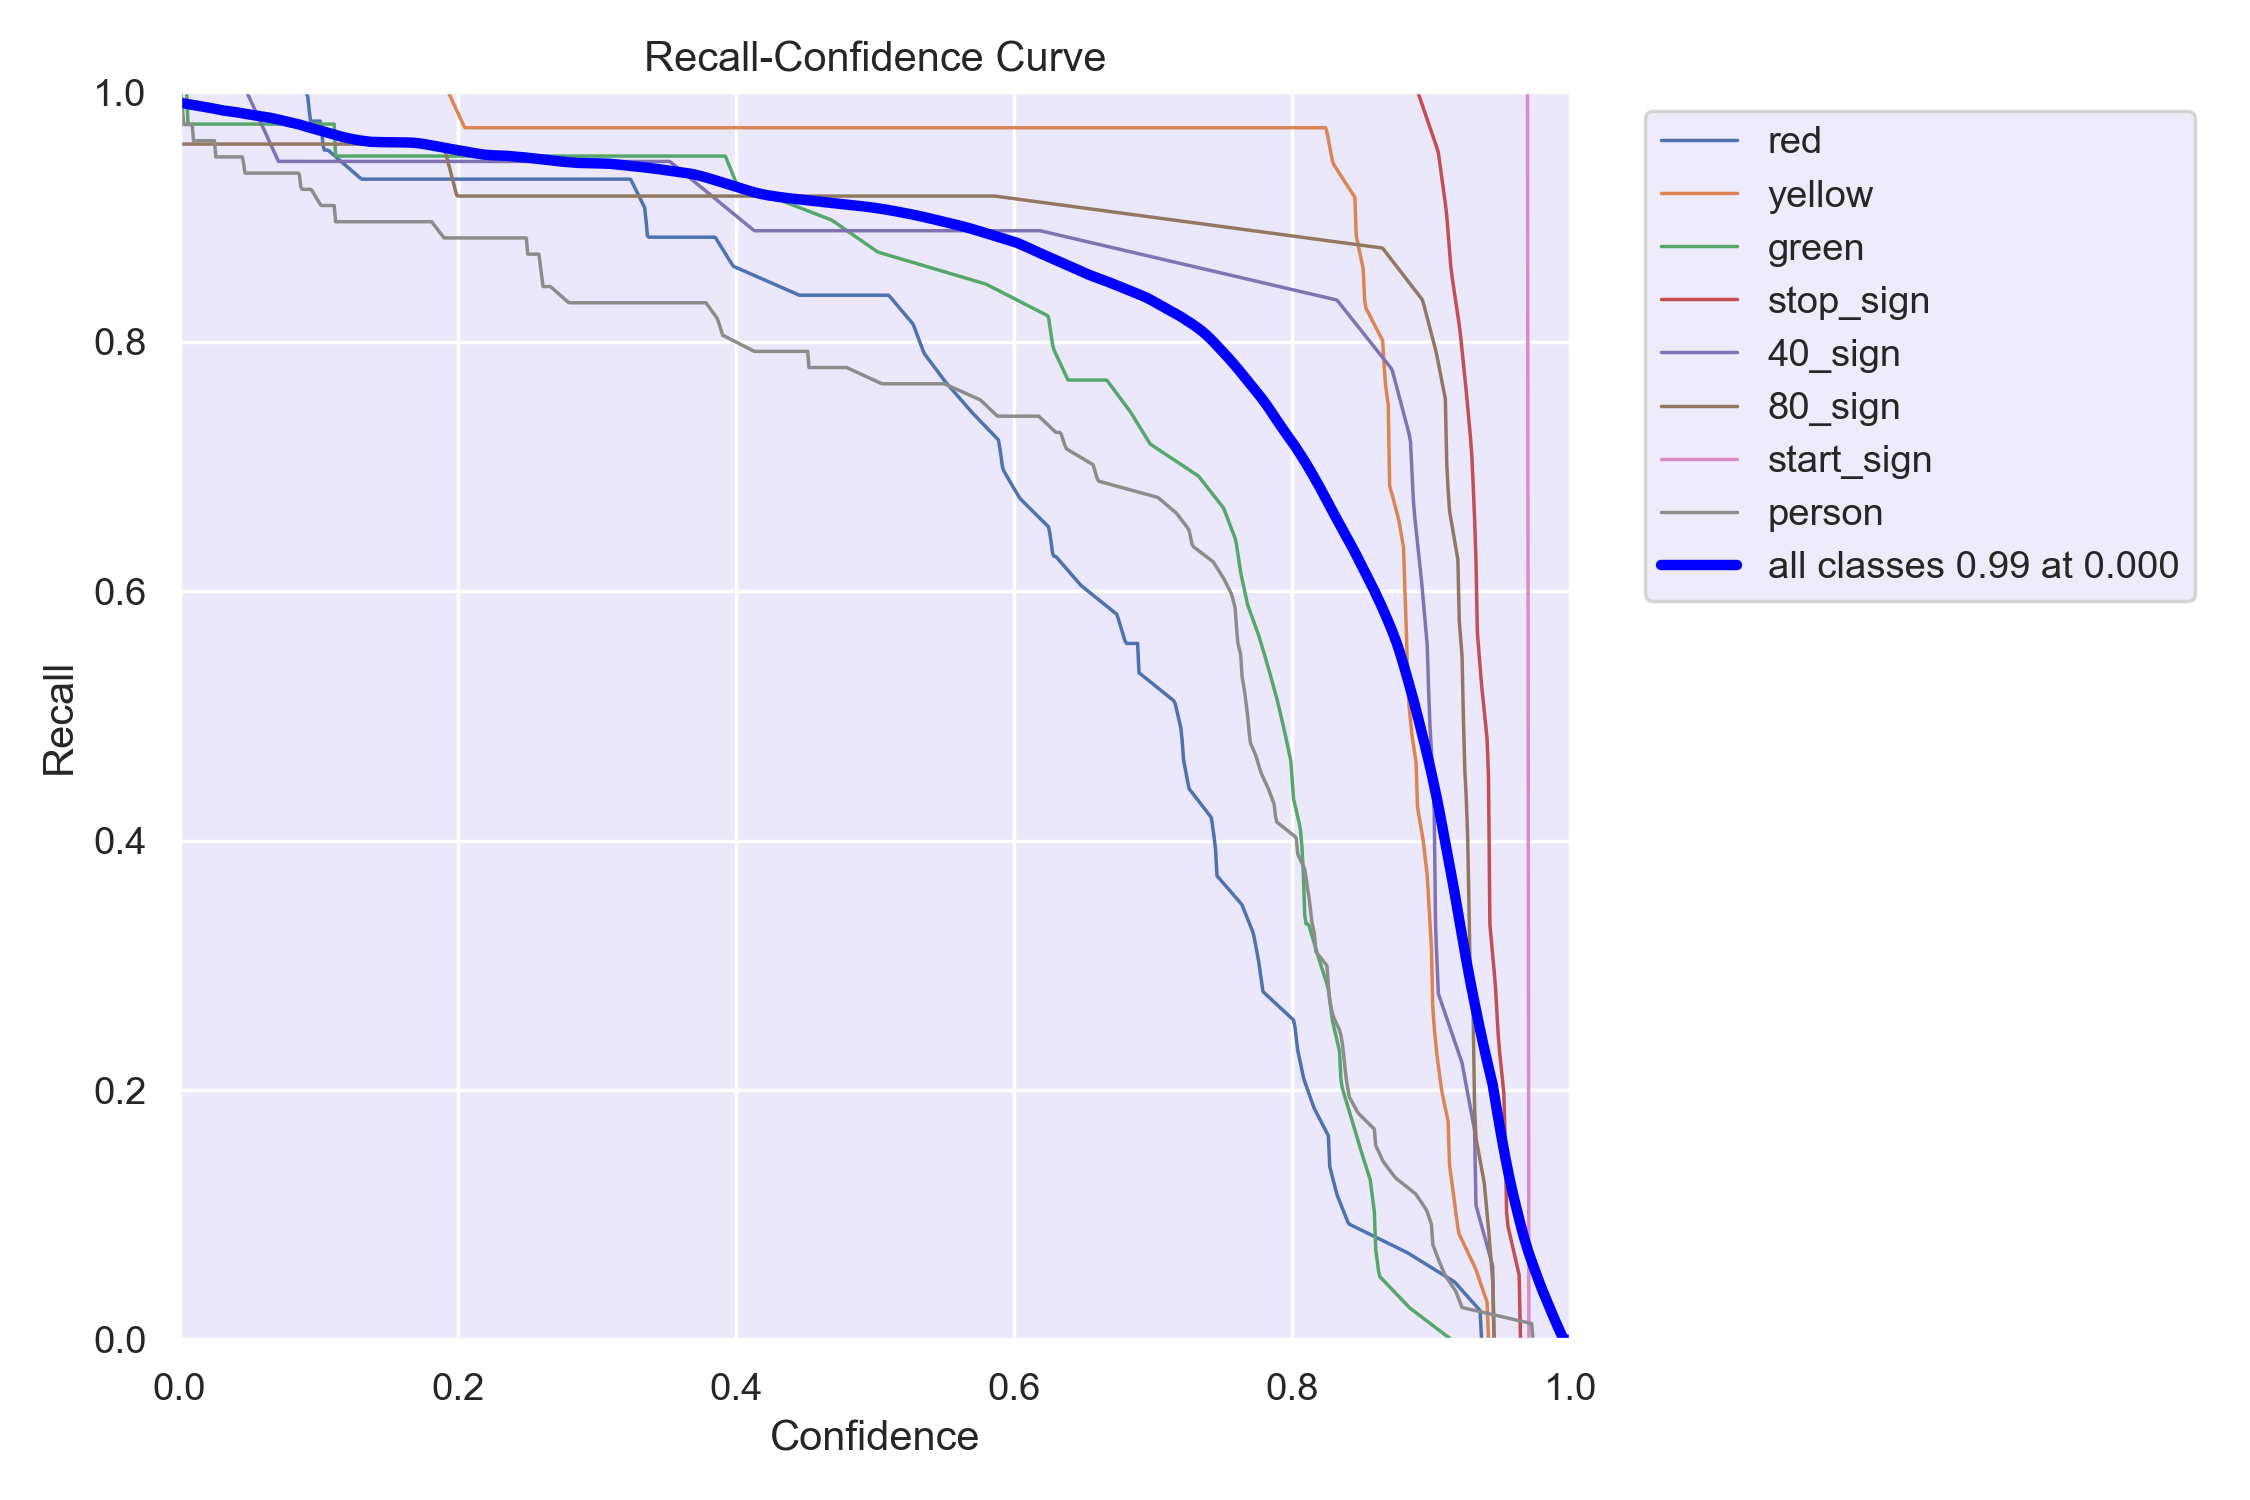 Recall-Confidence Curve
1.0
0.8
0.6
0.4
0.2
0.0
Recall
0.0 0.2 0.4 0.6 0.8 1.0
Confidence
red
yellow
green
stop_sign
40_sign
80_sign
start_sign
person
all classes 0.99 at 0.000